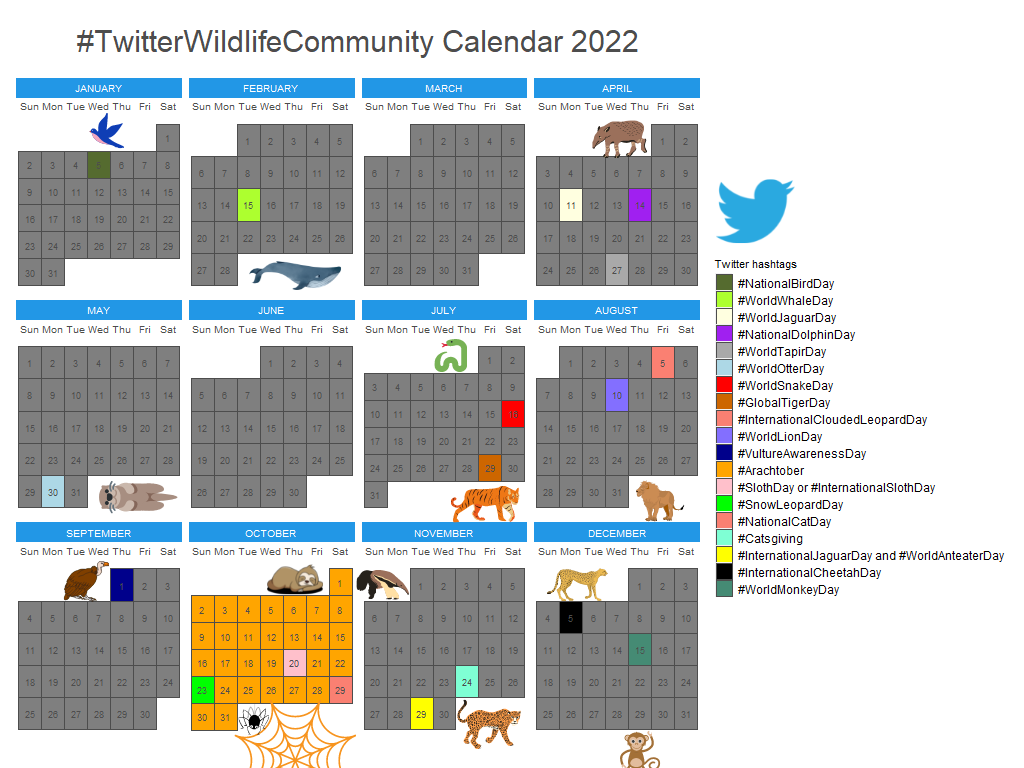 #TwitterWildlifeCommunity Calendar 2022
JANUARY
Sun Mon Tue Wed Thu Fri Sat
1
2 3 4 5 6 7 8
9 10 11 12 13 14 15
16 17 18 19 20 21 22
23 24 25 26 27 28 29
30 31
FEBRUARY
Sun Mon Tue Wed Thu Fri Sat
1 2 3 4 5
6 7 8 9 10 11 12
13 14 15 16 17 18 19
20 21 22 23 24 25 26
27 28
MARCH
Sun Mon Tue Wed Thu Fri Sat
1 2 3 4 5
6 7 8 9 10 11 12
13 14 15 16 17 18 19
20 21 22 23 24 25 26
27 28 29 30 31
APRIL
Sun Mon Tue Wed Thu Fri Sat
1 2
3 4 5 6 7 8 9
10 11 12 13 14 15 16
17 18 19 20 21 22 23
24 25 26 27 28 29 30
MAY
Sun Mon Tue Wed Thu Fri Sat
1 2 3 4 5 6 7
8 9 10 11 12 13 14
15 16 17 18 19 20 21
22 23 24 25 26 27 28
29 30 31
JUNE
Sun Mon Tue Wed Thu Fri Sat
1 2 3 4
5 6 7 8 9 10 11
12 13 14 15 16 17 18
19 20 21 22 23 24 25
26 27 28 29 30
JULY
Sun Mon Tue Wed Thu Fri Sat
1 2
3 4 5 6 7 8 9
10 11 12 13 14 15 16
17 18 19 20 21 22 23
24 25 26 27 28 29 30
31
AUGUST
Sun Mon Tue Wed Thu Fri Sat
1 2 3 4 5 6
7 8 9 10 11 12 13
14 15 16 17 18 19 20
21 22 23 24 25 26 27
28 29 30 31
SEPTEMBER
Sun Mon Tue Wed Thu Fri Sat
1 2 3
4 5 6 7 8 9 10
11 12 13 14 15 16 17
18 19 20 21 22 23 24
25 26 27 28 29 30
OCTOBER
Sun Mon Tue Wed Thu Fri Sat
1
2 3 4 5 6 7 8
9 10 11 12 13 14 15
16 17 18 19 20 21 22
23 24 25 26 27 28 29
30 31
NOVEMBER
Sun Mon Tue Wed Thu Fri Sat
1 2 3 4 5
6 7 8 9 10 11 12
13 14 15 16 17 18 19
20 21 22 23 24 25 26
27 28 29 30
DECEMBER
Sun Mon Tue Wed Thu Fri Sat
1 2 3
4 5 6 7 8 9 10
11 12 13 14 15 16 17
18 19 20 21 22 23 24
25 26 27 28 29 30 31
Twitter hashtags
#NationalBirdDay
#WorldWhaleDay
#WorldJaguarDay
#NationalDolphinDay
#WorldTapirDay
#WorldOtterDay
#WorldSnakeDay
#GlobalTigerDay
#InternationalCloudedLeopardDay
#WorldLionDay
#VultureAwarenessDay
#Arachtober
#SlothDay or #InternationalSlothDay
#SnowLeopardDay
#NationalCatDay
#Catsgiving
#InternationalJaguarDay and #WorldAnteaterDay
#InternationalCheetahDay
#WorldMonkeyDay